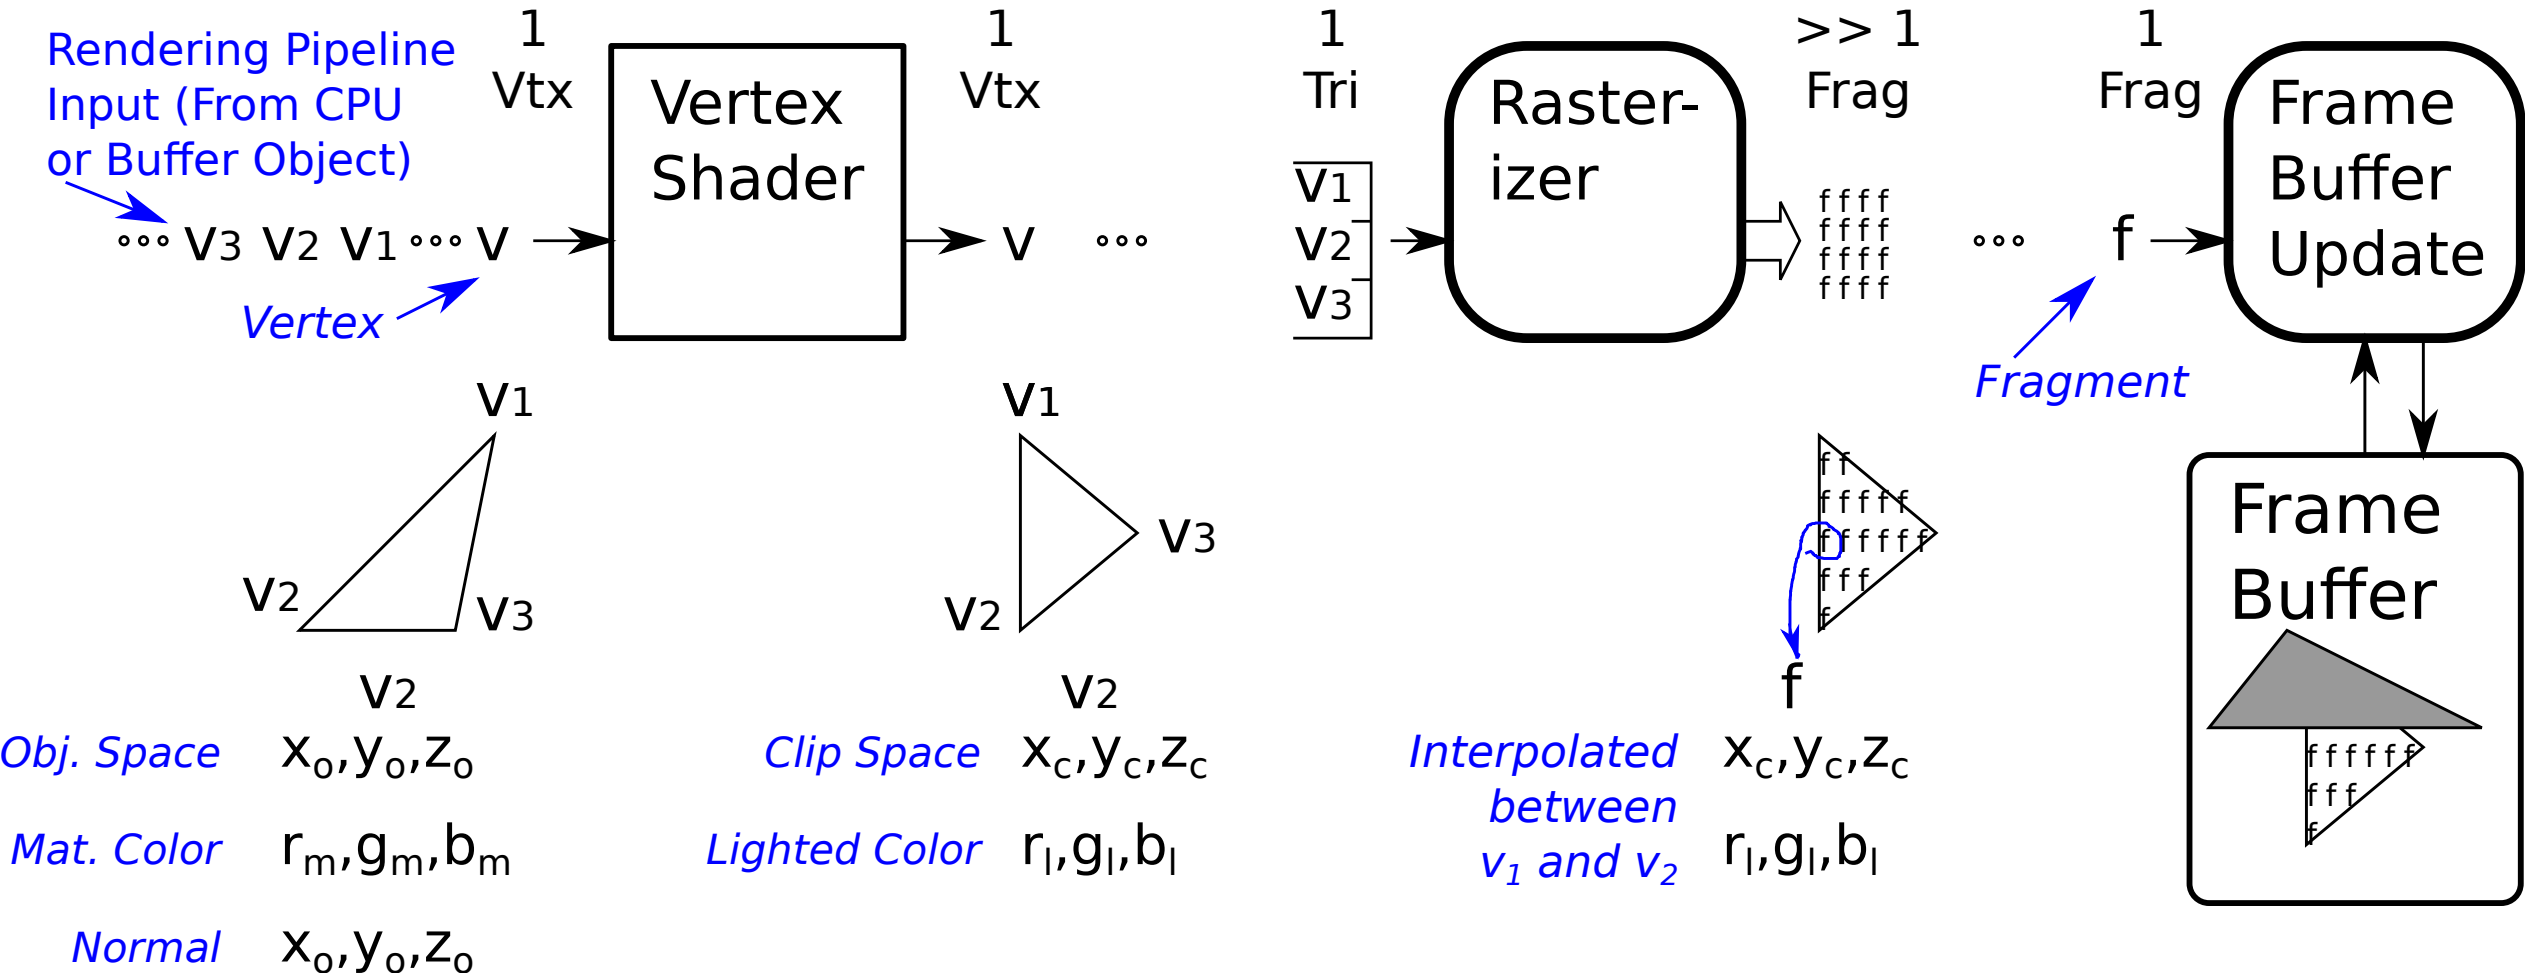 Rendering Pipeline
Input (From CPU
or Buffer Object)
°°° v3 v2 v1 °°° v
Vertex
1
Vtx
Vertex
Shader
1
Vtx
v °°°
1
Tri
v1
v2
v3
Raster-
izer
>> 1
Frag
f f f f
f f f f
f f f f
f f f f
°°°
1
Frag
f
Fragment
Frame
Buffer
Update
v1
v2
v3
v1
v2
v3
f f
f f f f f
f f f f f f
f f f
f
f
Frame
Buffer
f f f f f f
f f f
f
v2
Obj. Space xo,yo,zo
Mat. Color rm,gm,bm
Normal xo,yo,zo
v2
Clip Space xc,yc,zc
Lighted Color rl,gl,bl
Interpolated xc,yc,zc
between
v1 and v2 rl,gl,bl